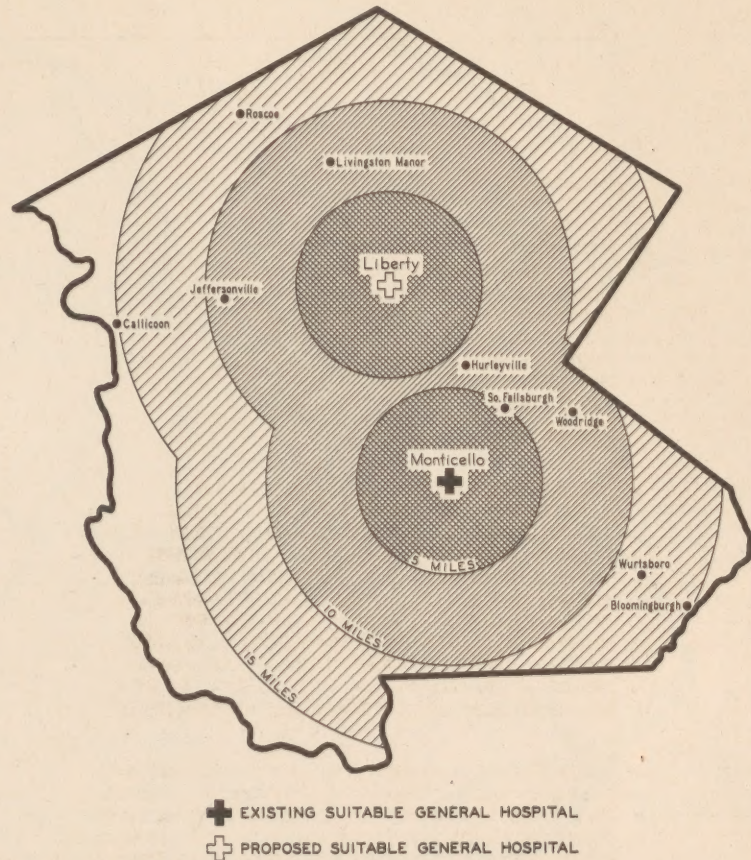 Roscoe
Livingston Manor
Liberty
Jeffersonville
Callicoon
Hurleyville
So. Fallsburgh
Woodridge
Monticello
5 MILES
Wurtsboro
Bloomingburgh
10 MILES
15 MILES
EXISTING SUITABLE GENERAL HOSPITAL
PROPOSED SUITABLE GENERAL HOSPITAL